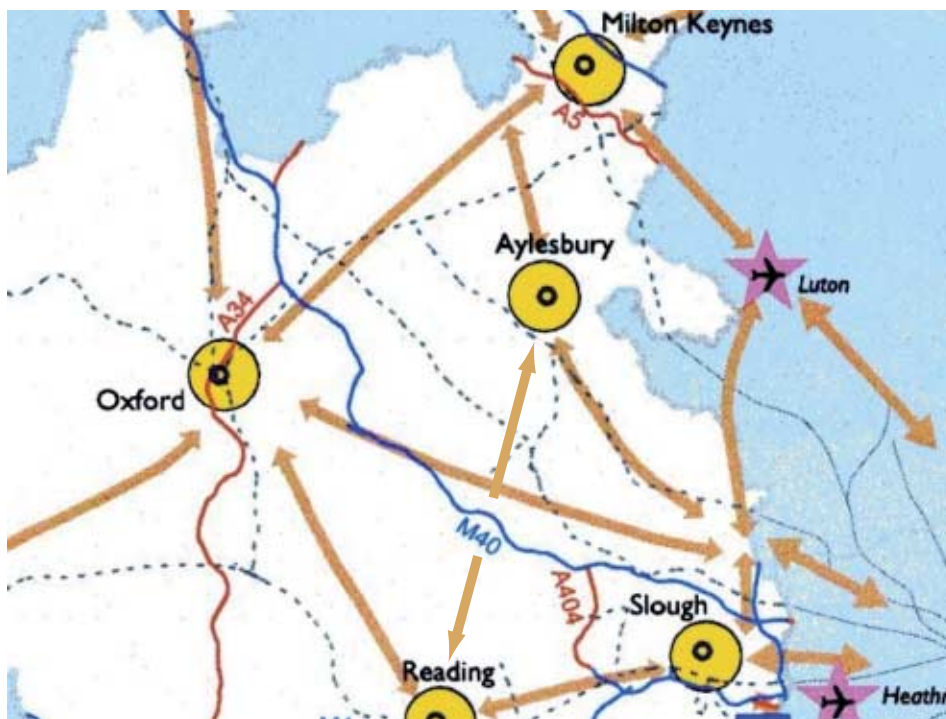 Milton Keynes
A5
Aylesbury
Luton
A34
Oxford
M40
A404
Slough
Reading